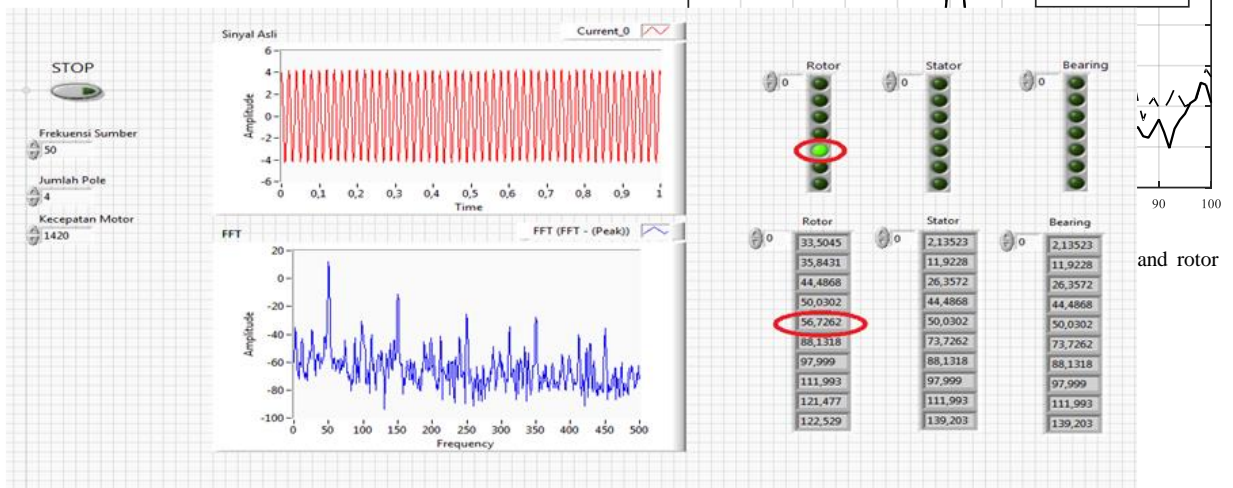 Sinyal Asli
Current_0
STOP
Frekuensi Sumber
50
Jumlah Pole
4
Kecepatan Motor
1420
6
4
2
0
-2
-4
-6
Amplitude
0 0,1 0,2 0,3 0,4 0,5 0,6 0,7 0,8 0,9 1
Time
FFT
FFT (FFT - (Peak))
20
0
-20
-40
-60
-80
-100
Amplitude
0 50 100 150 200 250 300 350 400 450 500
Frequency
Rotor
0
Stator
0
Bearing
0
Rotor
0
33,5045
35,8431
44,4868
50,0302
56,7262
88,1318
97,999
111,993
121,477
122,529
Stator
0
2,13523
11,9228
26,3572
44,4868
50,0302
73,7262
88,1318
97,999
111,993
139,203
Bearing
0
2,13523
11,9228
26,3572
44,4868
50,0302
73,7262
88,1318
97,999
111,993
139,203
90 100
and rotor